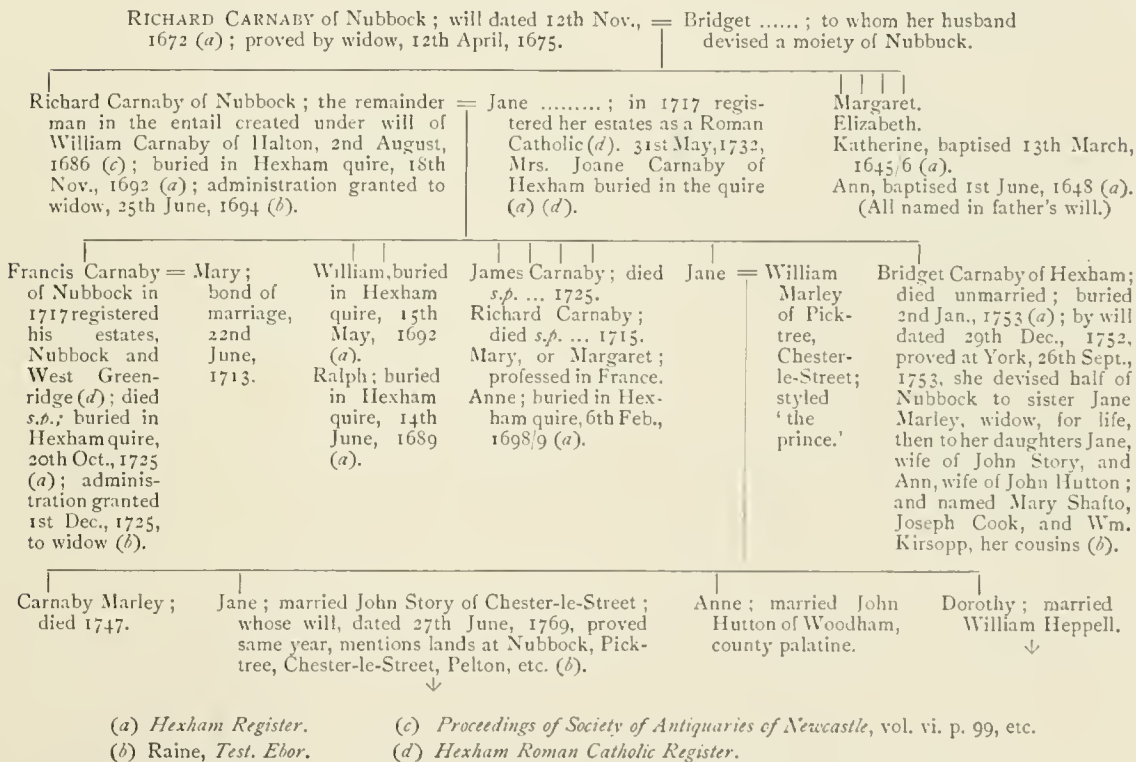 RICHARD CARNABY of Nubbock ; will dated 12th Nov.,
1672 (a) ; proved by widow, 12th April, 1675.
= Bridget ...... ; to whom her husband
devised a moiety of Nubbuck.
Richard Carnaby of Nubbock ; the remainder
man in the entail created under will of
William Carnaby of Halton, 2nd August,
1686 (c) ; buried in Hexham quire, 18th
Nov., 1692 (a) ; administration granted to
widow, 25th June, 1694 (b).
= Jane ......... ; in 1717 regis-
tered her estates as a Roman
Catholic (d). 31st May, 1732,
Mrs. Joane Carnaby of
Hexham buried in the quire
(a) (d).
Margaret.
Elizabeth.
Katherine, baptised 13th March,
1645/6 (a).
Ann, baptised 1st June, 1648 (a).
(All named in father's will.)
Francis Carnaby
of Nubbock in
1717 registered
his estates,
Nubbock and
West Green-
ridge (d) ; died
s.p.; buried in
Hexham quire,
20th Oct., 1725
(a) ; adminis-
tration granted
1st Dec., 1725,
to widow (b).
= Mary ;
bond of
marriage,
22nd
June,
1713.
William, buried
in Hexham
quire, 15th
May, 1692
(a).
Ralph ; buried
in Hexham
quire, 14th
June, 1689
(a).
James Carnaby ; died
s.p. ... 1725.
Richard Carnaby ;
died s.p. ... 1715.
Mary, or Margaret ;
professed in France.
Anne ; buried in Hex-
ham quire, 6th Feb.,
1698/9 (a).
Jane
= William
Marley
of Pick-
tree,
Chester-
le-Street ;
styled
' the
prince.'
Bridget Carnaby of Hexham ;
died unmarried ; buried
2nd Jan., 1753 (a) ; by will
dated 29th Dec., 1752,
proved at York, 26th Sept.,
1753, she devised half of
Nubbock to sister Jane
Marley, widow, for life,
then to her daughters Jane,
wife of John Story, and
Ann, wife of John Hutton ;
and named Mary Shafto,
Joseph Cook, and Wm.
Kirsopp, her cousins (b).
Carnaby Marley ;
died 1747.
Jane ; married John Story of Chester-le-Street ;
whose will, dated 27th June, 1769, proved
same year, mentions lands at Nubbock, Pick-
tree, Chester-le-Street, Pelton, etc. (b).
Anne ; married John
Hutton of Woodham,
county palatine.
Dorothy ; married
William Heppell.
(a) Hexham Register.
(c) Proceedings of Society of Antiquaries of Newcastle, vol. vi. p. 99, etc.
(b) Raine, Test. Ebor.
(d) Hexham Roman Catholic Register.